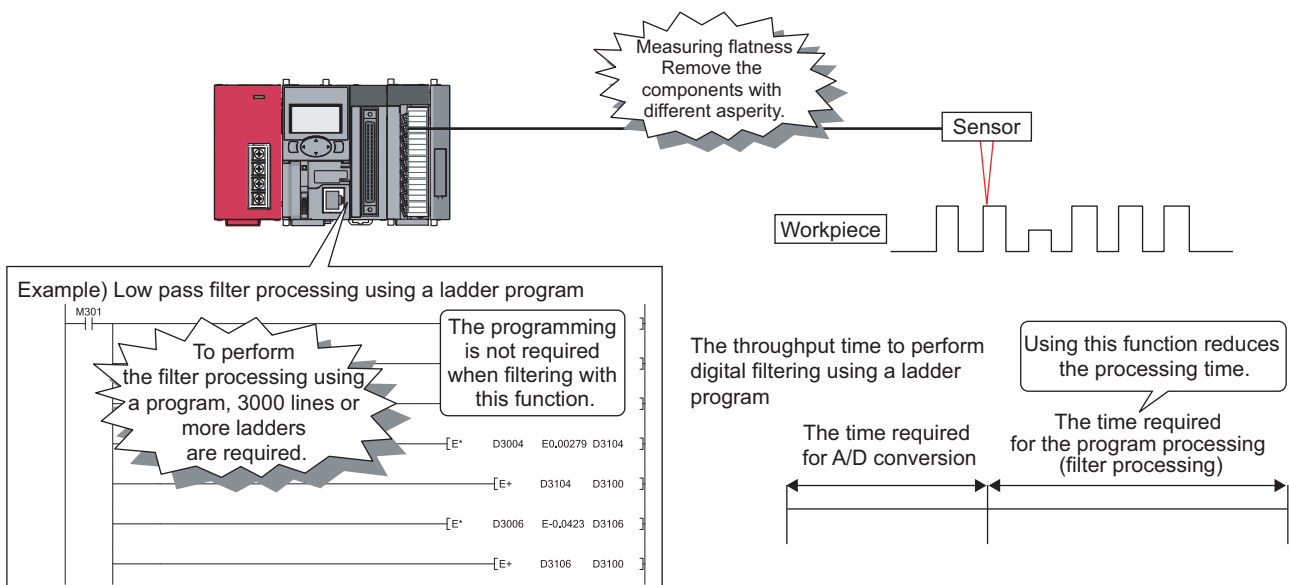 Measuring flatness
Remove the
components with
different asperity.
Sensor
Workpiece
Example) Low pass filter processing using a ladder program
M301
To perform
the filter processing using
a program, 3000 lines or
more ladders
are required.
The programming
is not required
when filtering with
this function.
E* D3004 E0.00279 D3104
E+ D3104 D3100
E* D3006 E-0.0423 D3106
E+ D3106 D3100
The throughput time to perform
digital filtering using a ladder
program
Using this function reduces
the processing time.
The time required
for A/D conversion
The time required
for the program processing
(filter processing)